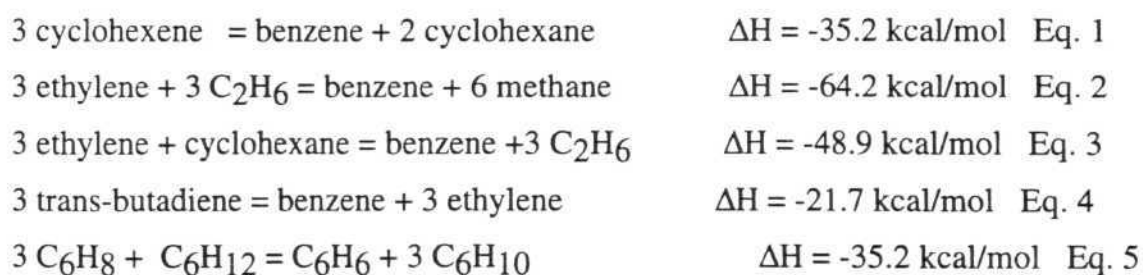 3 cyclohexene = benzene + 2 cyclohexane ΔH = -35.2 kcal/mol Eq. 1
3 ethylene + 3 C2H6 = benzene + 6 methane ΔH = -64.2 kcal/mol Eq. 2
3 ethylene + cyclohexane = benzene +3 C2H6 ΔH = -48.9 kcal/mol Eq. 3
3 trans-butadiene = benzene + 3 ethylene ΔH = -21.7 kcal/mol Eq. 4
3 C6H8 + C6H12 = C6H6 + 3 C6H10 ΔH = -35.2 kcal/mol Eq. 5